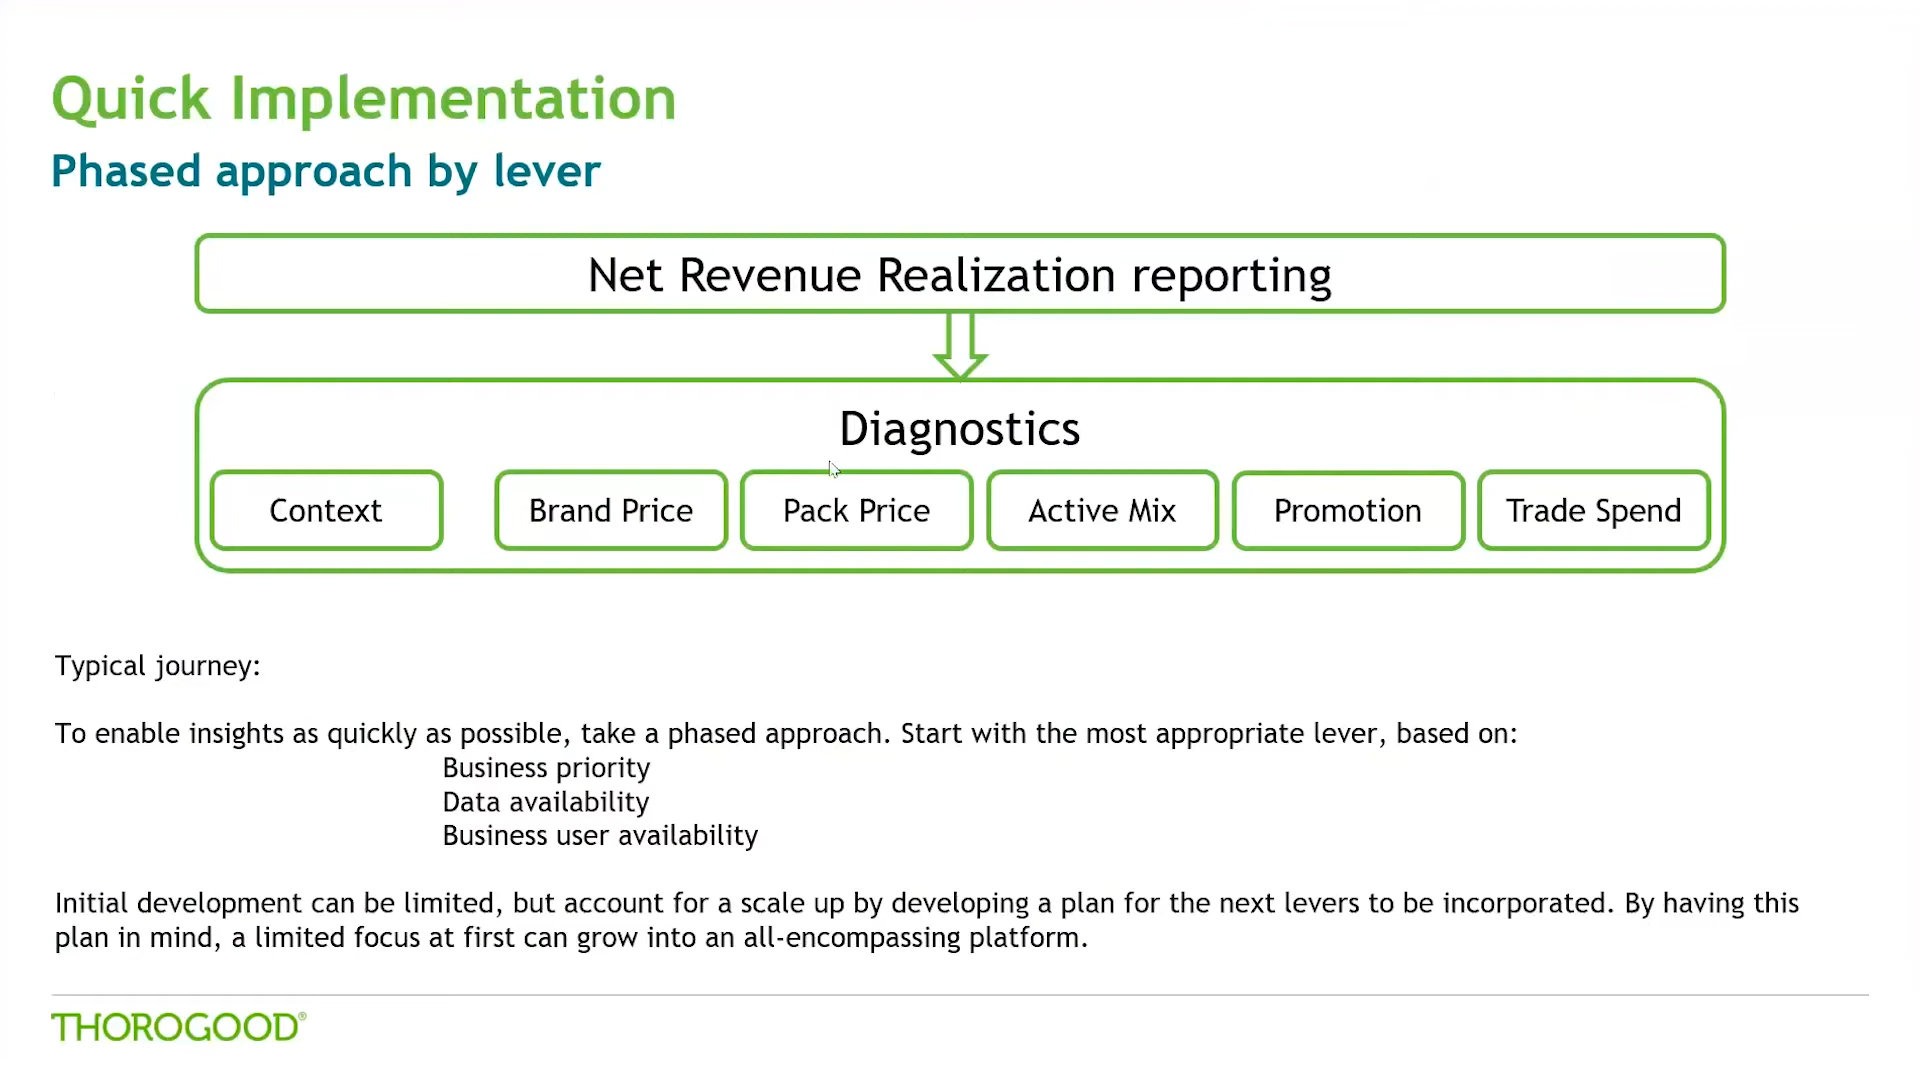 Quick Implementation
Phased approach by lever
Net Revenue Realization reporting
Diagnostics
Context
Brand Price
Pack Price
Active Mix
Promotion
Trade Spend
Typical journey:
To enable insights as quickly as possible, take a phased approach. Start with the most appropriate lever, based on:
Business priority
Data availability
Business user availability
Initial development can be limited, but account for a scale up by developing a plan for the next levers to be incorporated. By having this
plan in mind, a limited focus at first can grow into an all-encompassing platform.
THOROGOOD®